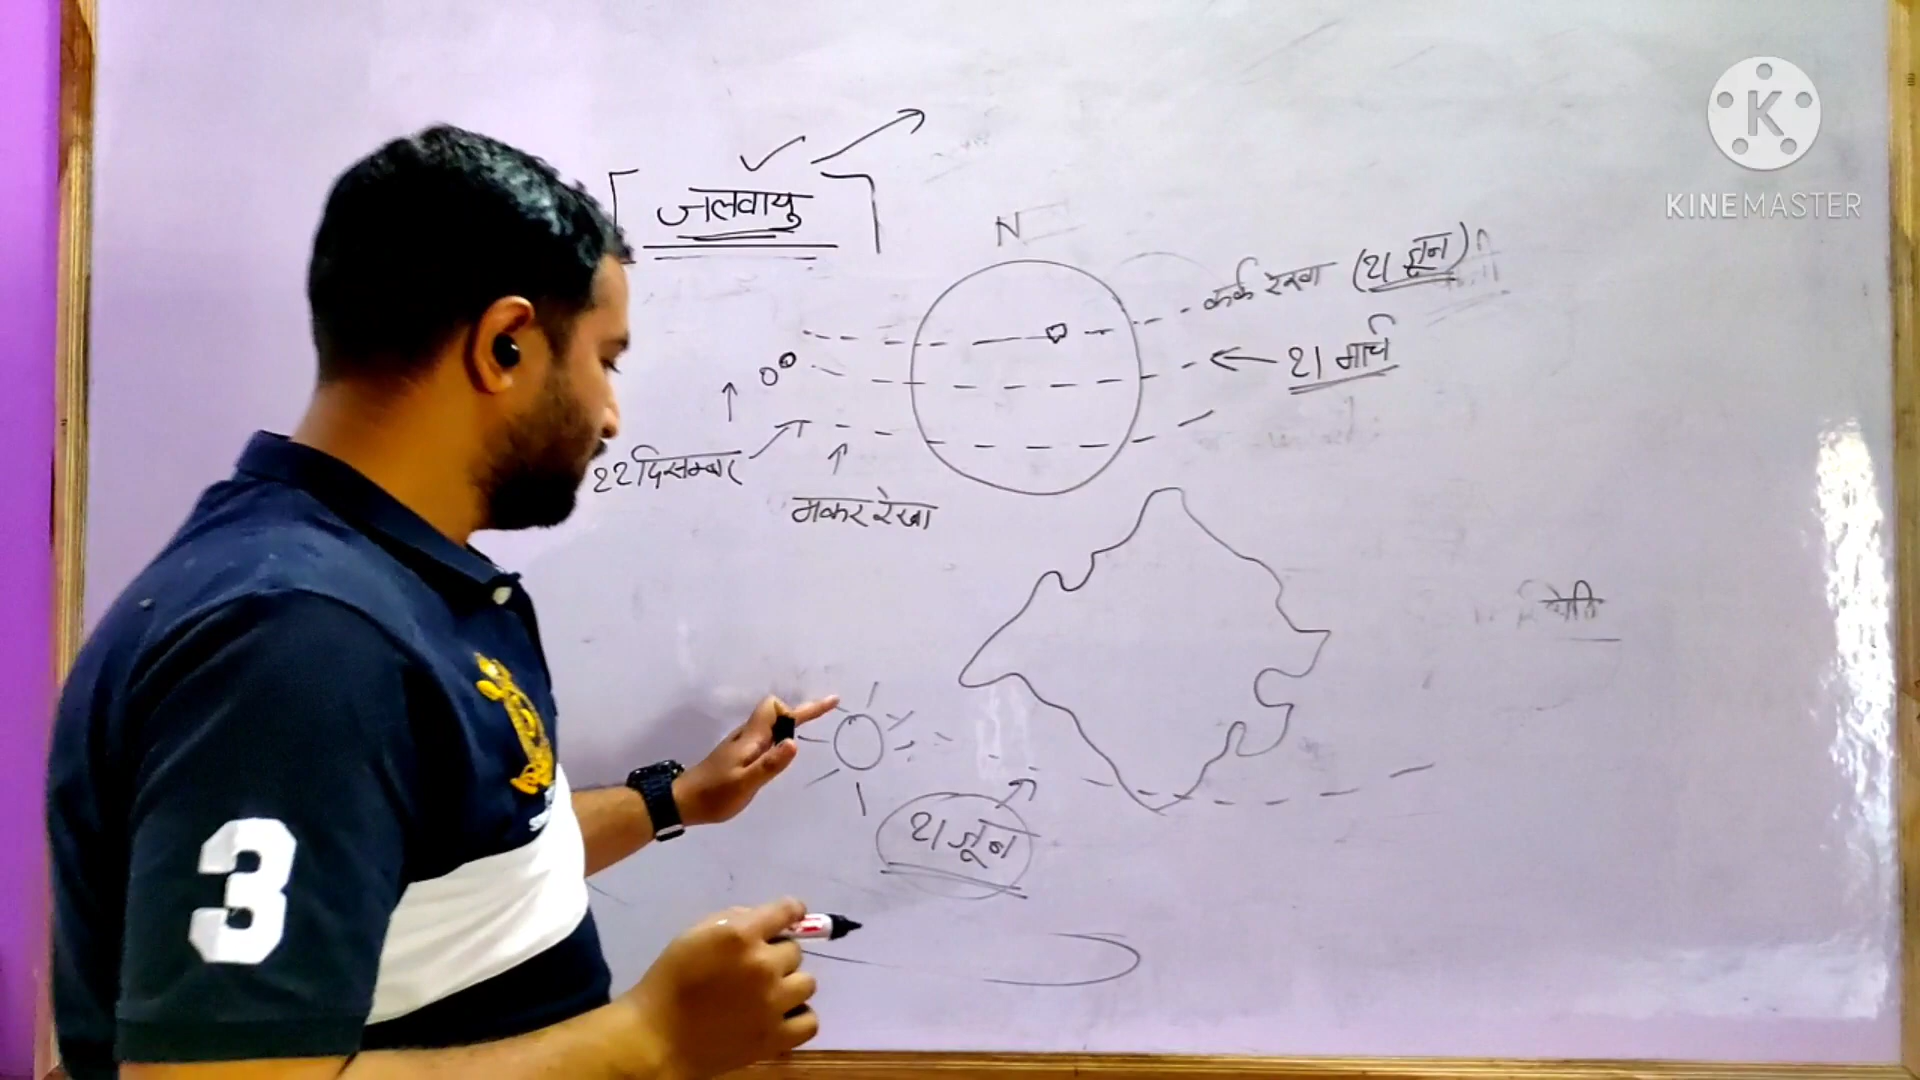 जलवायु
N
कर्क रेखा (21 जून)
21 मार्च
0°
22 दिसम्बर
मकर रेखा
21 जून
3
K
KINEMASTER